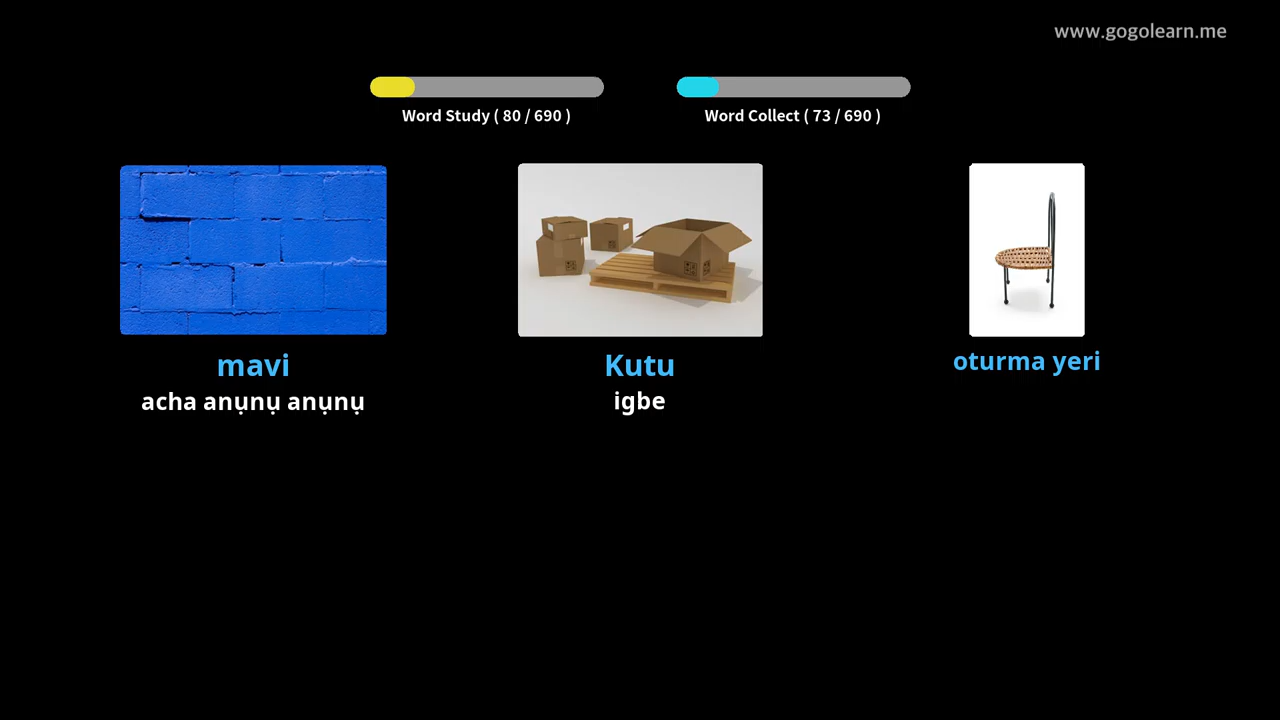 www.gogolearn.me
Word Study ( 80 / 690 )
Word Collect ( 73 / 690 )
mavi
acha anụnụ anụnụ
Kutu
igbe
oturma yeri